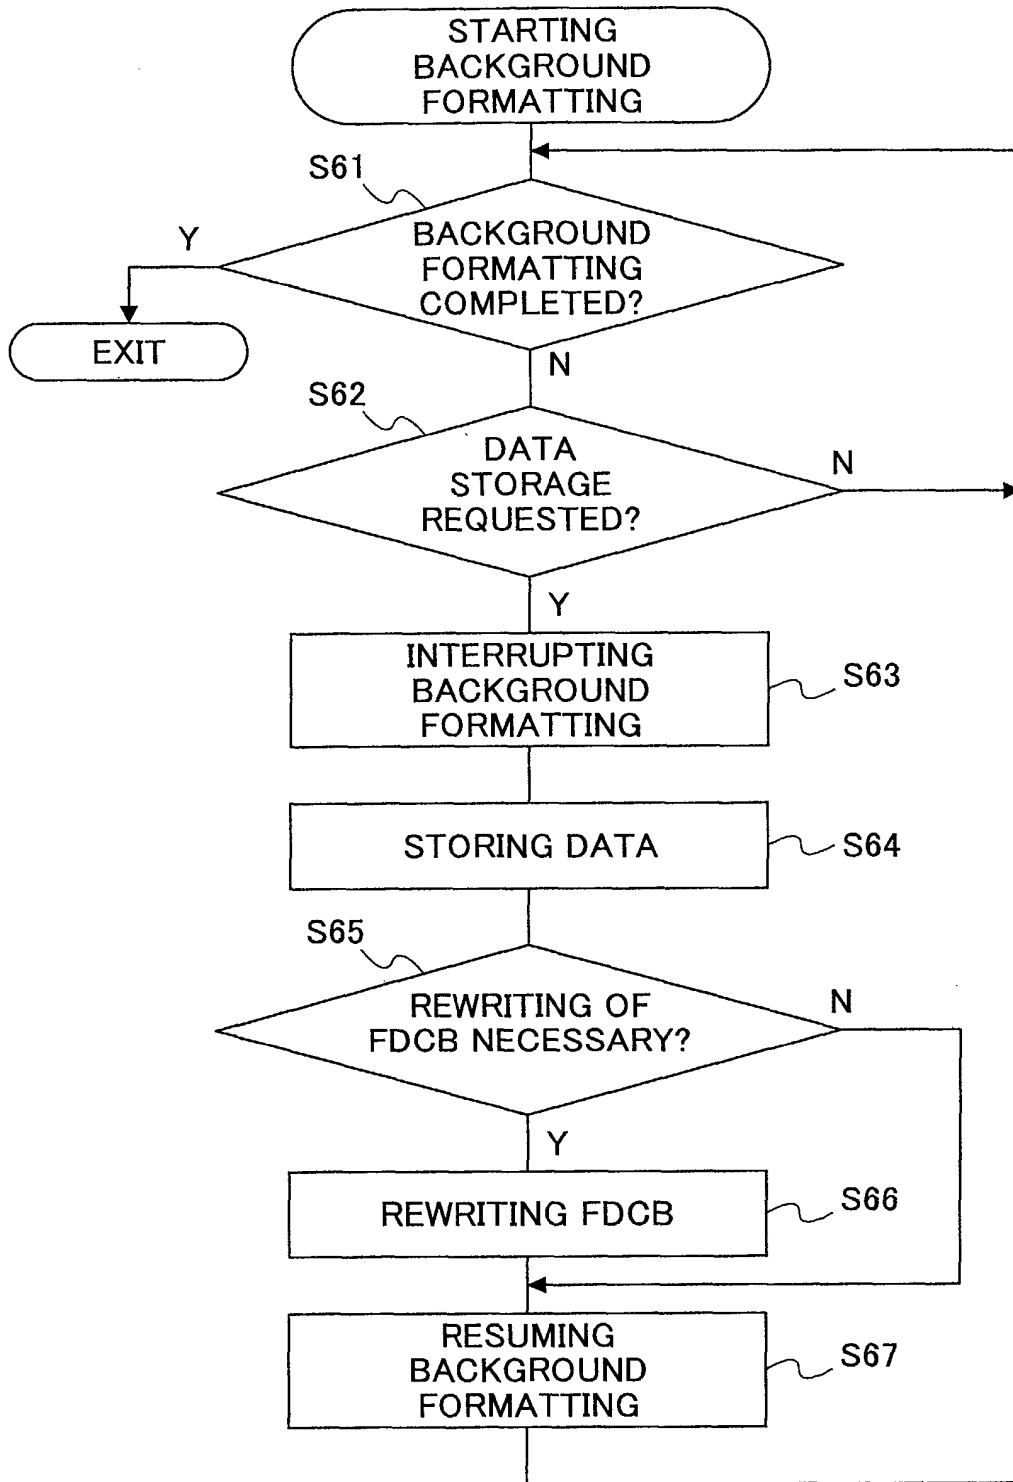 STARTING
BACKGROUND
FORMATTING
S61
Y
BACKGROUND
FORMATTING
COMPLETED?
EXIT
N
S62
DATA
STORAGE
REQUESTED?
N
Y
INTERRUPTING
BACKGROUND
FORMATTING
S63
STORING DATA
S64
S65
REWRITING OF
FDCB NECESSARY?
N
Y
REWRITING FDCB
S66
RESUMING
BACKGROUND
FORMATTING
S67